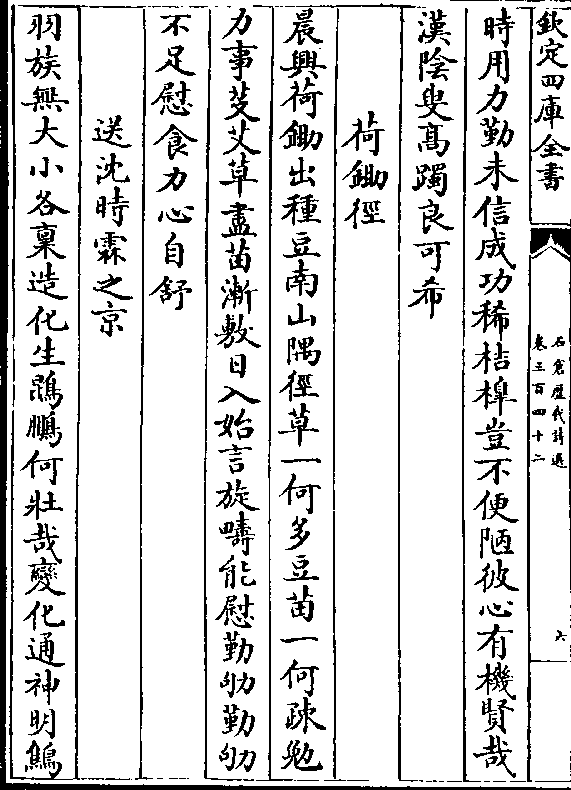 欽定四庫全書
石倉歷代詩選
卷三百四十二
六
時用力勤未信成功稀桔橰豈不便陋彼心有機賢哉
漢陰叟髙躅良可希
荷鋤徑
晨興荷鋤出種豆南山隅徑草一何多豆苗一何疎勉
力事芟艾草盡苗漸敷日入始言旋疇能慰勤劬勤劬
不足慰食力心自舒
送沈時霖之京
羽族無大小各稟造化生鵾鵬何壯哉變化通神明鷦